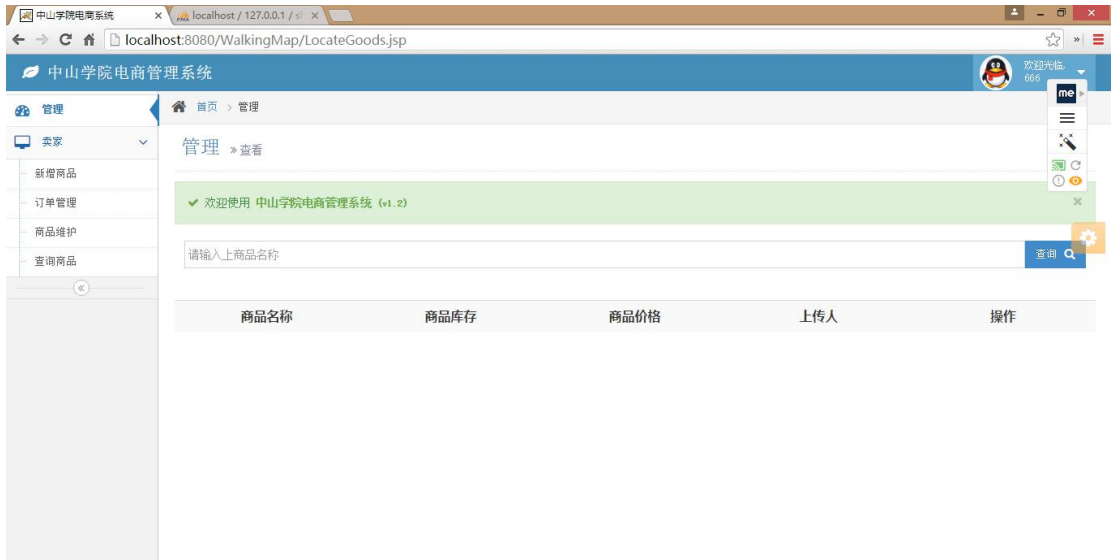 中山学院电商系统
localhost / 127.0.0.1 / s
localhost:8080/WalkingMap/LocateGoods.jsp
中山学院电商管理系统
欢迎光临,
666
me
管理
首页 > 管理
卖家
管理 » 查看
新增商品
订单管理
欢迎使用 中山学院电商管理系统 (v1.2)
商品维护
查询商品
请输入上商品名称
查询
商品名称 商品库存 商品价格 上传人 操作